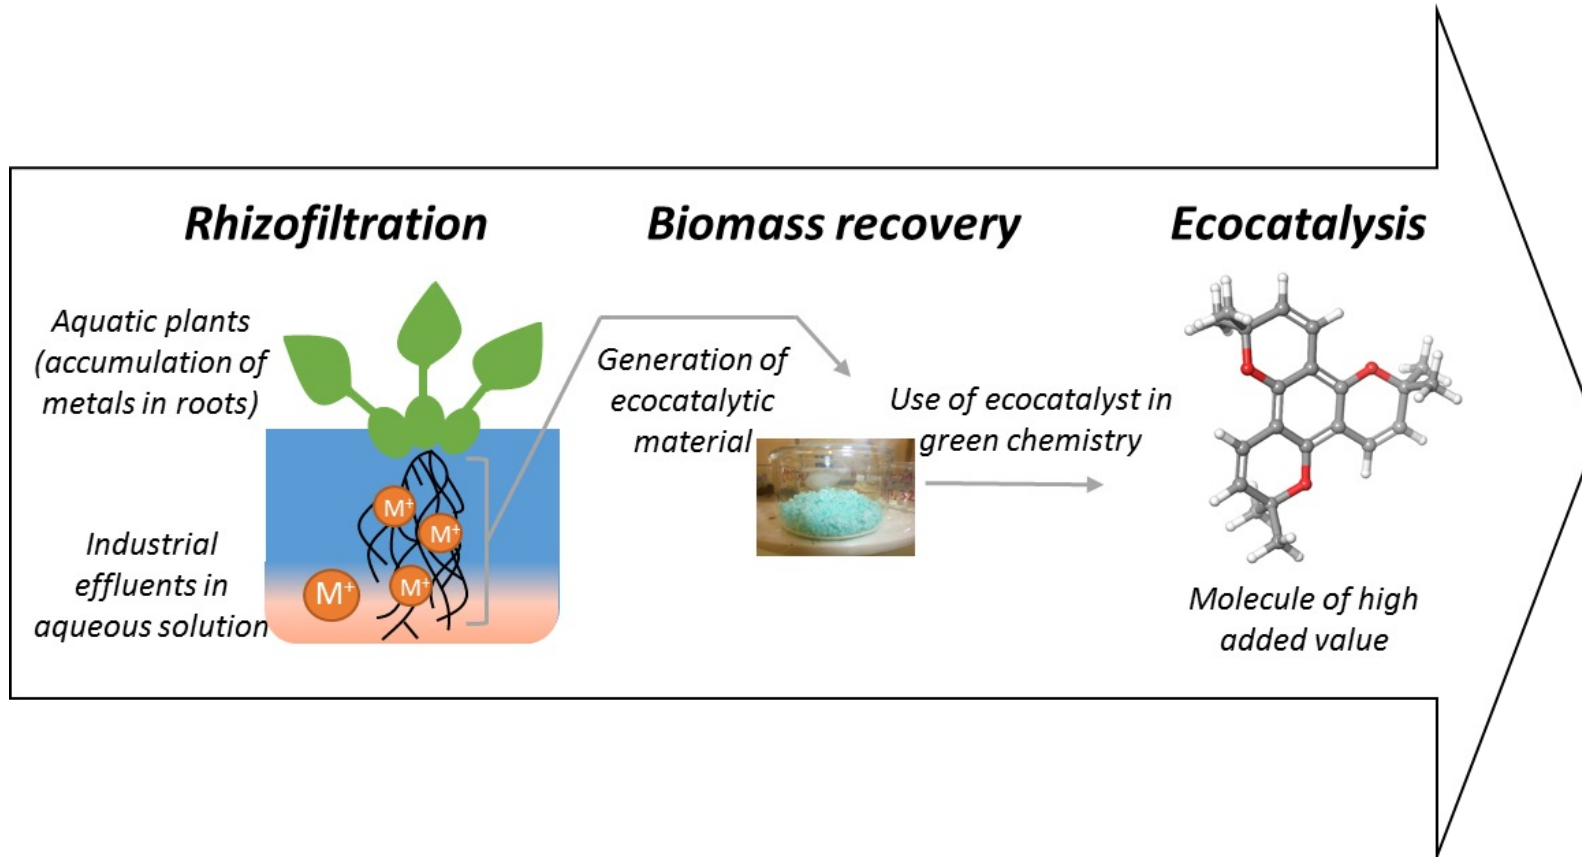 Rhizofiltration
Aquatic plants
(accumulation of
metals in roots)
Industrial
effluents in
aqueous solution
M⁺
M⁺
M⁺
M⁺
Biomass recovery
Generation of
ecocatalytic
material
Use of ecocatalyst in
green chemistry
Ecocatalysis
Molecule of high
added value